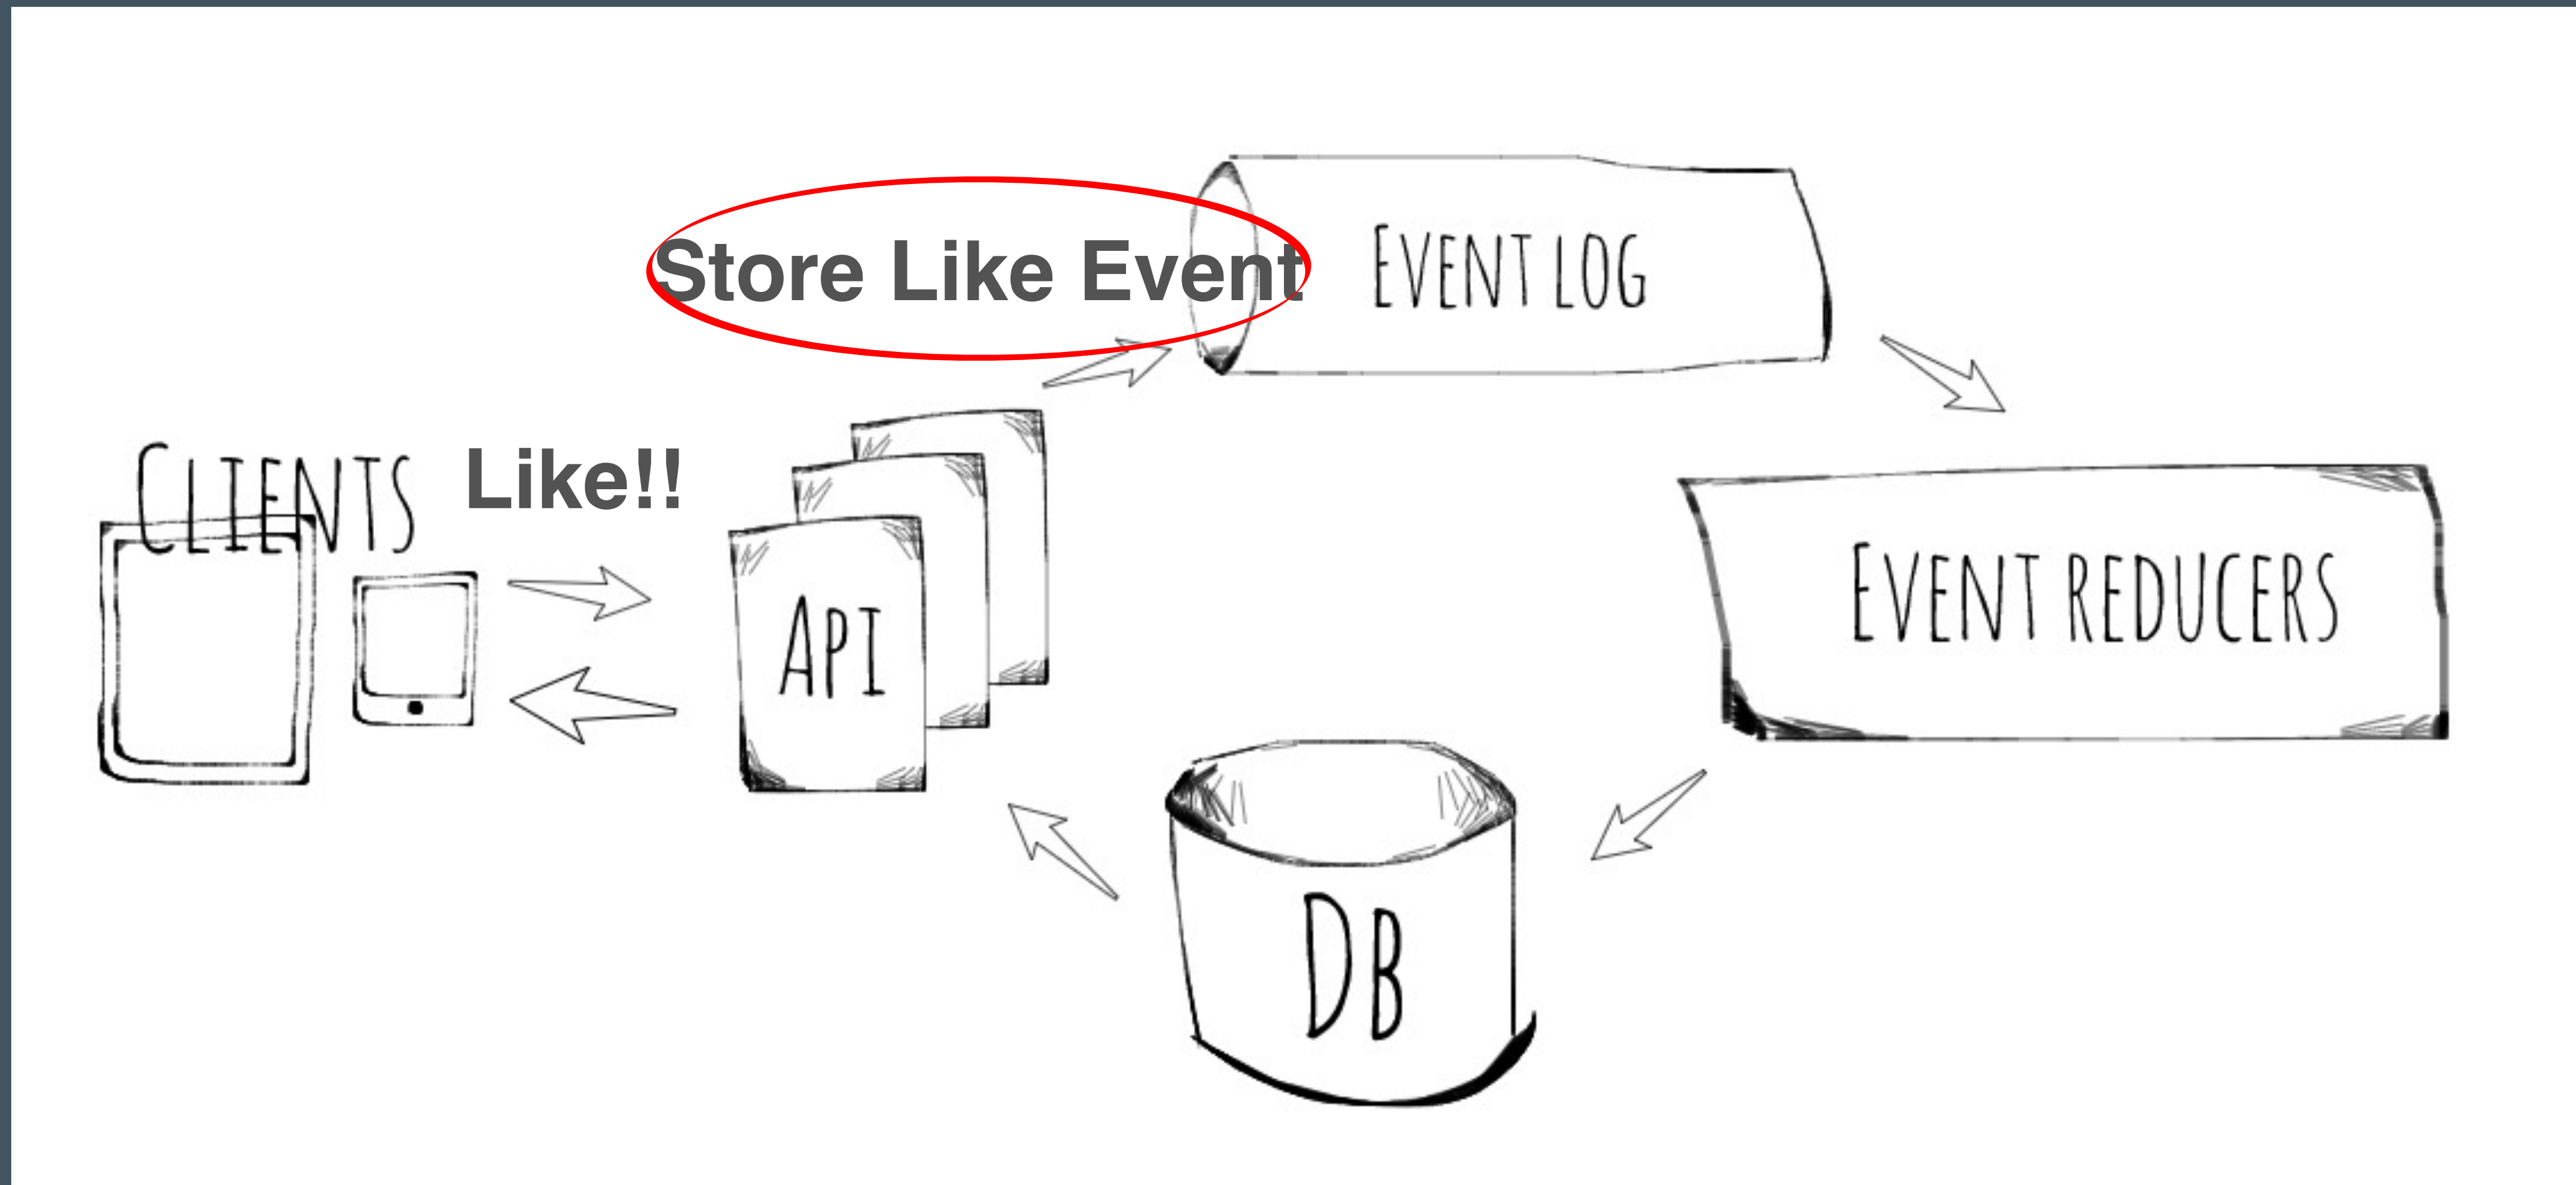 Store Like Event
Event log
Clients
Like!!
Api
Event reducers
DB